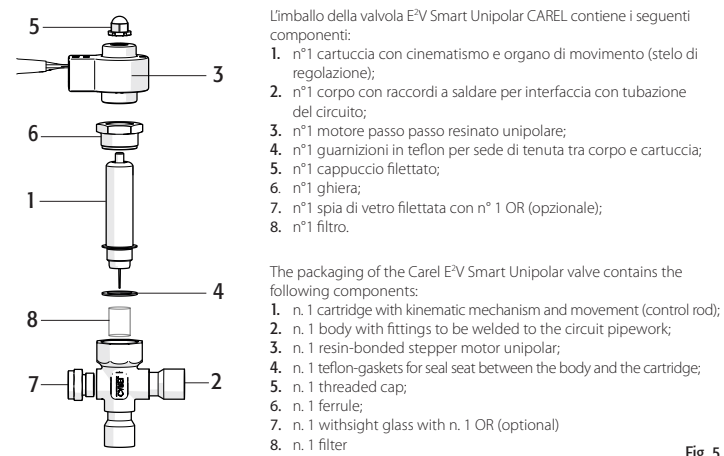 5
3
6
1
4
8
7
2
CAREL
L'imballo della valvola E²V Smart Unipolar CAREL contiene i seguenti
componenti:
1. n°1 cartuccia con cinematismo e organo di movimento (stelo di
regolazione);
2. n°1 corpo con raccordi a saldare per interfaccia con tubazione
del circuito;
3. n°1 motore passo passo resinato unipolare;
4. n°1 guarnizioni in teflon per sede di tenuta tra corpo e cartuccia;
5. n°1 cappuccio filettato;
6. n°1 ghiera;
7. n°1 spia di vetro filettata con n° 1 OR (opzionale);
8. n°1 filtro.
The packaging of the Carel E²V Smart Unipolar valve contains the
following components:
1. n. 1 cartridge with kinematic mechanism and movement (control rod);
2. n. 1 body with fittings to be welded to the circuit pipework;
3. n. 1 resin-bonded stepper motor unipolar;
4. n. 1 teflon-gaskets for seal seat between the body and the cartridge;
5. n. 1 threaded cap;
6. n. 1 ferrule;
7. n. 1 withsight glass with n. 1 OR (optional)
8. n. 1 filter
Fig. 5